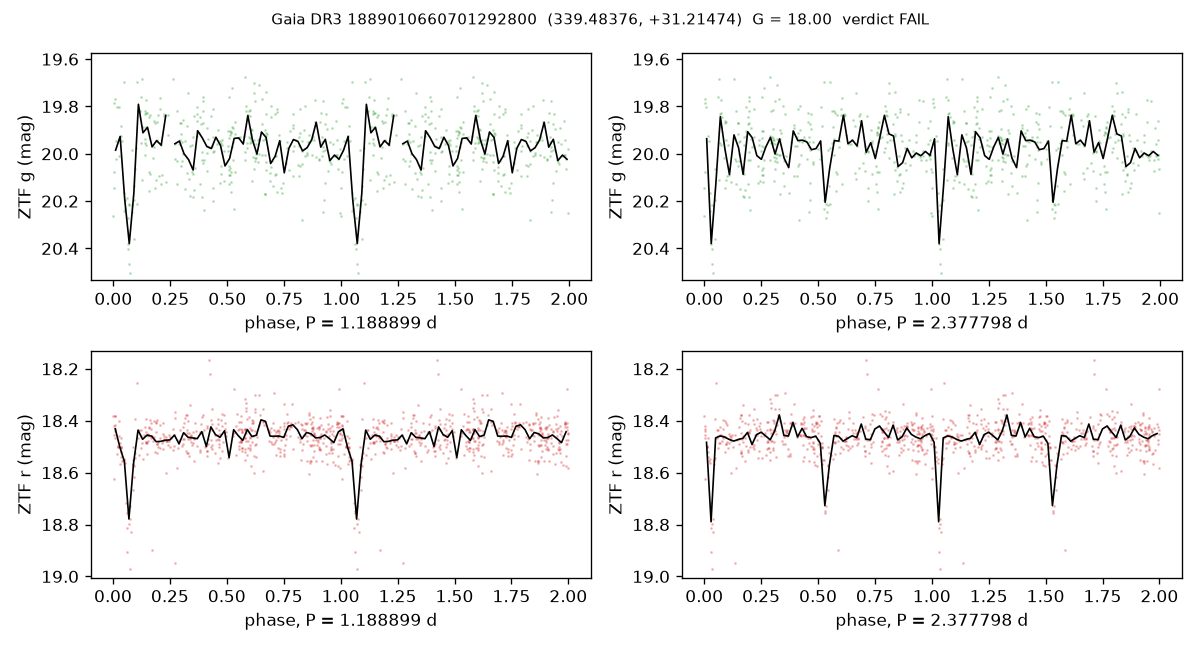 Gaia DR3 1889010660701292800  (339.48376, +31.21474)  G = 18.00  verdict FAIL
19.6
19.8
20.0
20.2
20.4
ZTF g (mag)
0.00 0.25 0.50 0.75 1.00 1.25 1.50 1.75 2.00
phase, P = 1.188899 d
19.6
19.8
20.0
20.2
20.4
ZTF g (mag)
0.00 0.25 0.50 0.75 1.00 1.25 1.50 1.75 2.00
phase, P = 2.377798 d
18.2
18.4
18.6
18.8
19.0
ZTF r (mag)
0.00 0.25 0.50 0.75 1.00 1.25 1.50 1.75 2.00
phase, P = 1.188899 d
18.2
18.4
18.6
18.8
19.0
ZTF r (mag)
0.00 0.25 0.50 0.75 1.00 1.25 1.50 1.75 2.00
phase, P = 2.377798 d